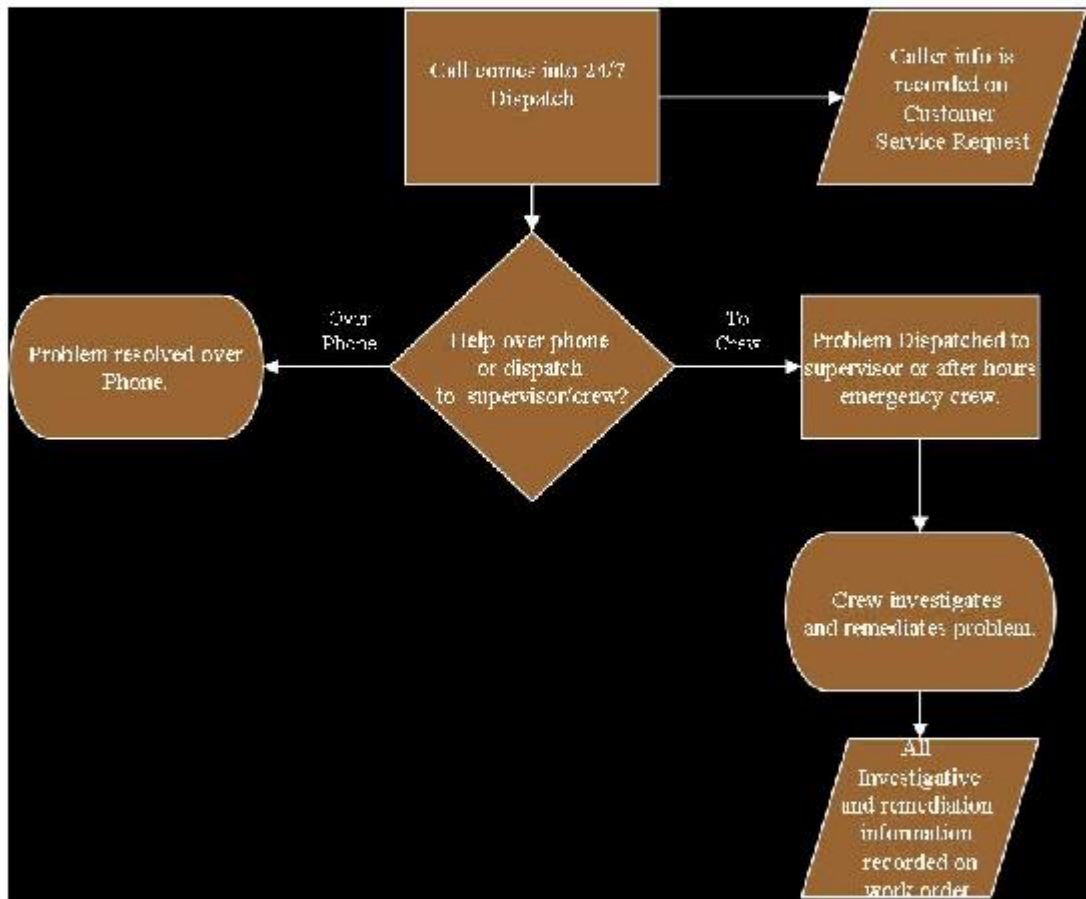 Call comes into 24/7
Dispatch
Caller info is
recorded on
Customer
Service Request
Over
Phone
To
Crew
Problem resolved over
Phone.
Help over phone
or dispatch
to supervisor/crew?
Problem Dispatched to
supervisor or after hours
emergency crew.
Crew investigates
and remediates problem.
All
Investigative
and remediation
information
recorded on
work order